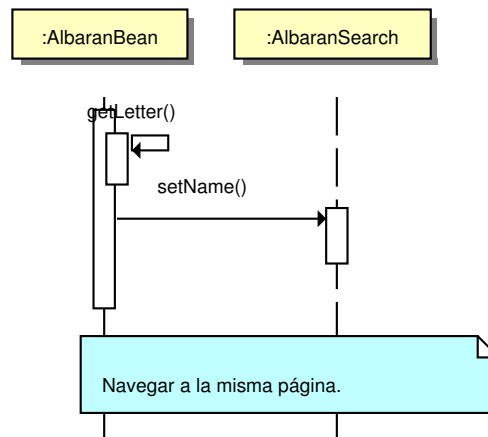 :AlbaranBean
:AlbaranSearch
getLetter()
setName()
Navegar a la misma página.